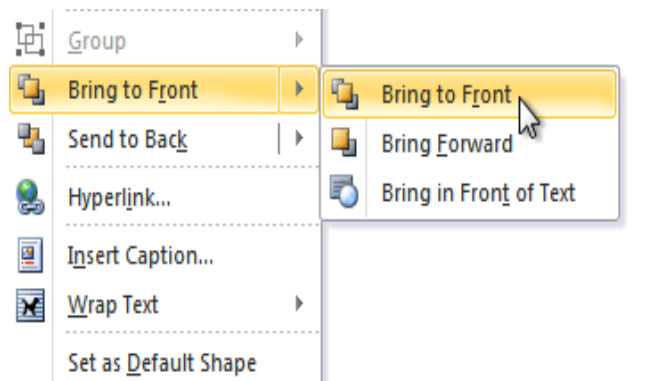 Group
Bring to Front
Send to Back
Hyperlink...
Insert Caption...
Wrap Text
Set as Default Shape
Bring to Front
Bring Forward
Bring in Front of Text